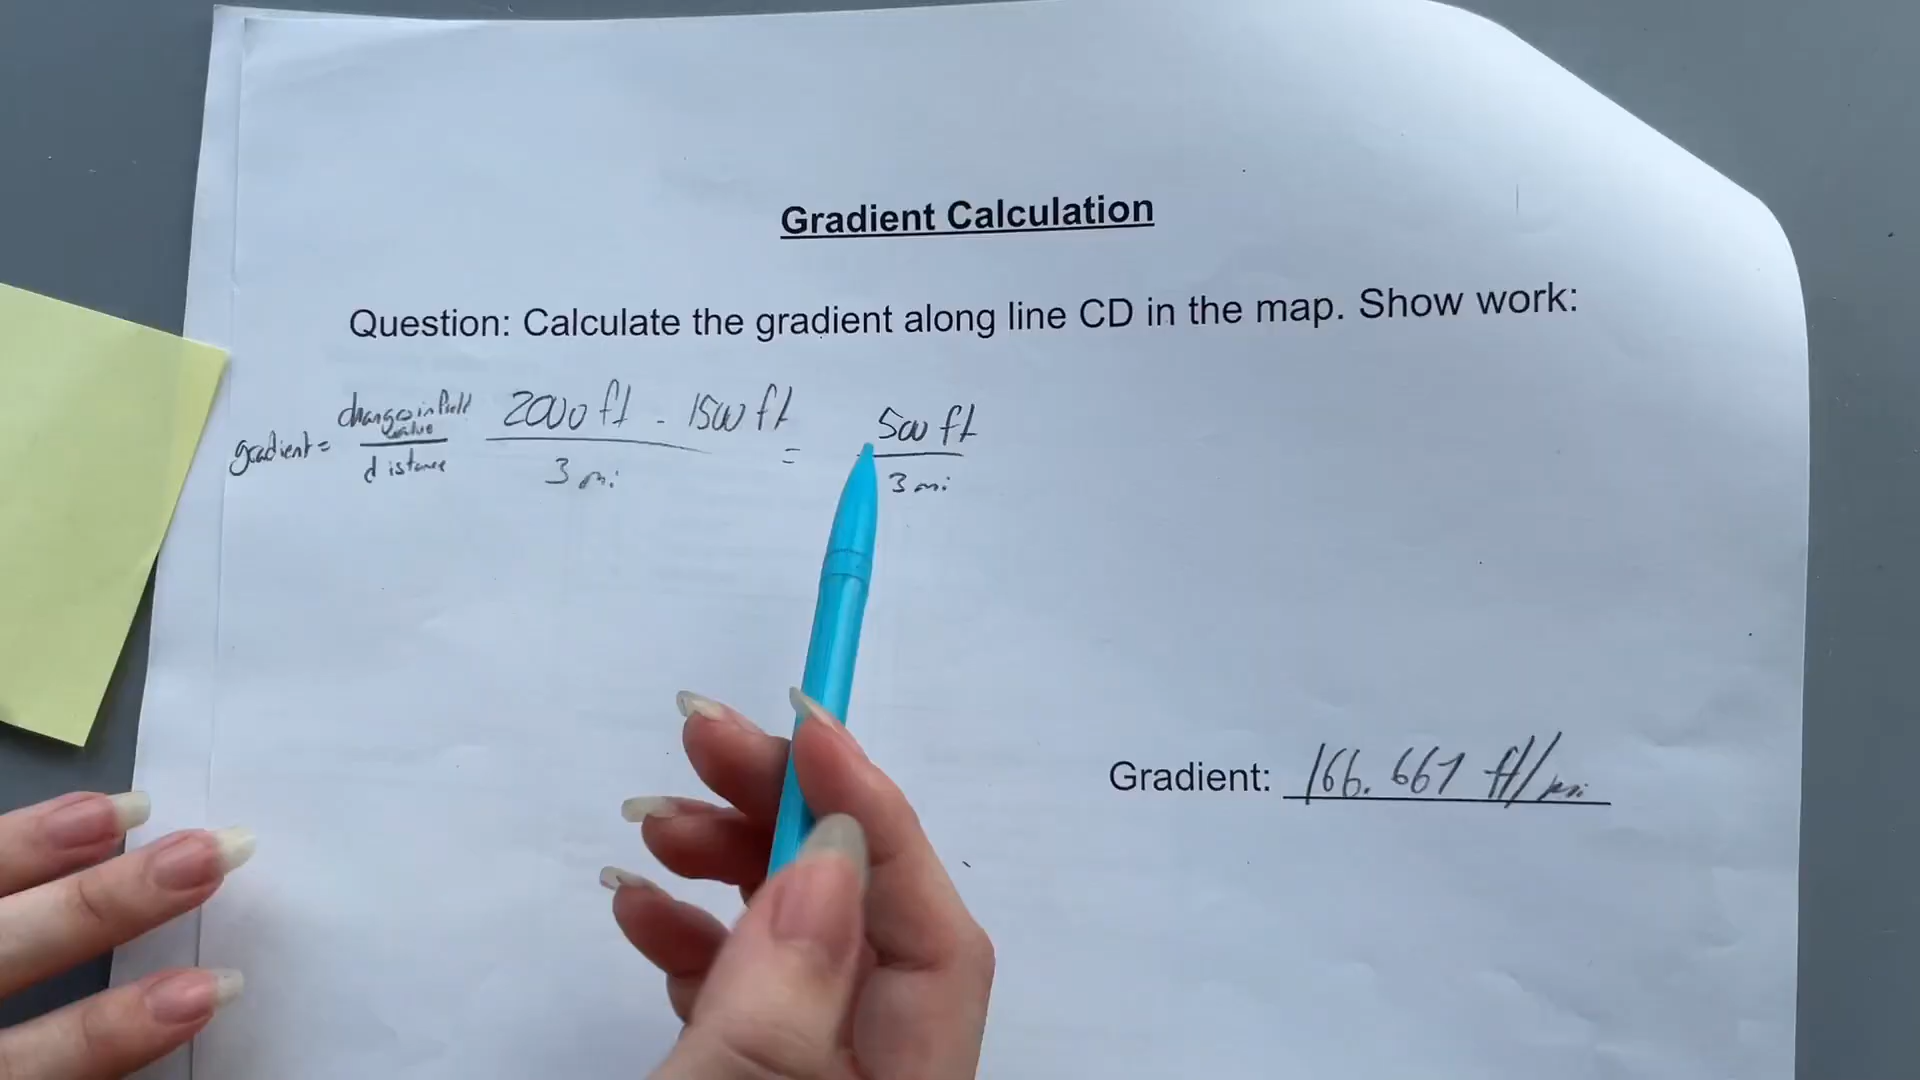 Gradient Calculation
Question: Calculate the gradient along line CD in the map. Show work:
gradient = change in field value / distance 2000 ft - 1500 ft / 3 mi = 500 ft / 3 mi
Gradient: 166.667 ft/mi